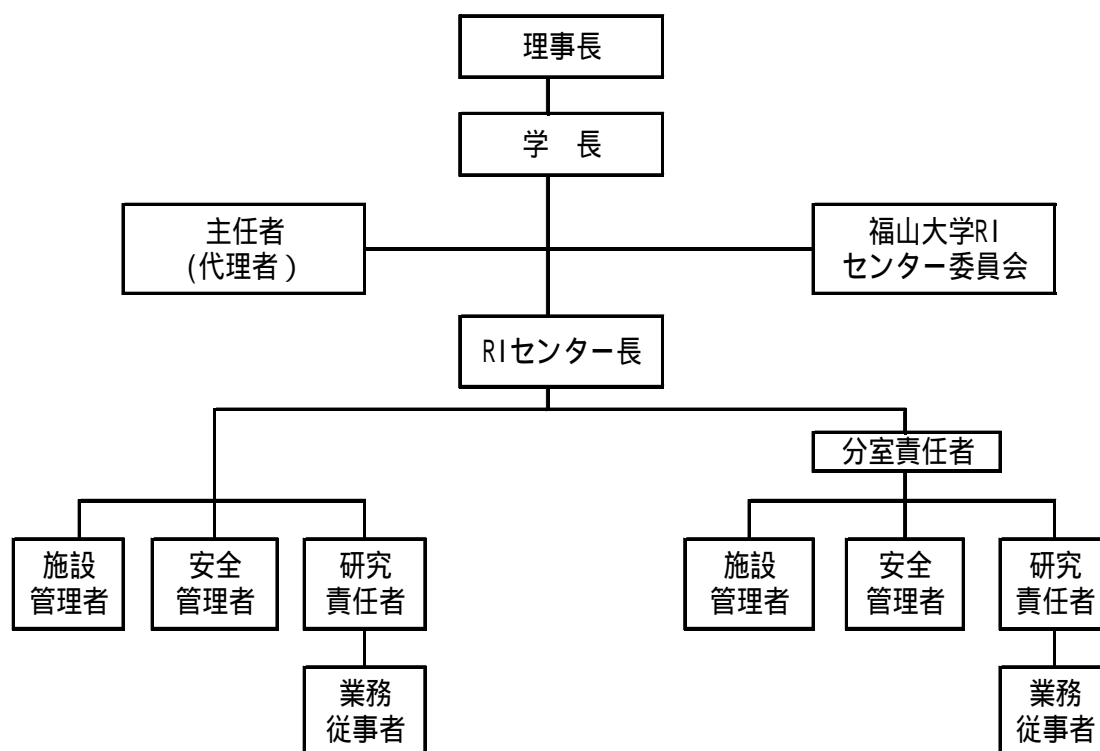 理事長
学　長
主任者
(代理者)
福山大学RI
センター委員会
RIセンター長
分室責任者
施設
管理者
安全
管理者
研究
責任者
施設
管理者
安全
管理者
研究
責任者
業務
従事者
業務
従事者